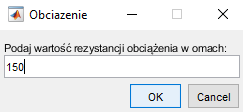 Obciazenie
Podaj wartość rezystancji obciążenia w omach:
150
OK Cancel